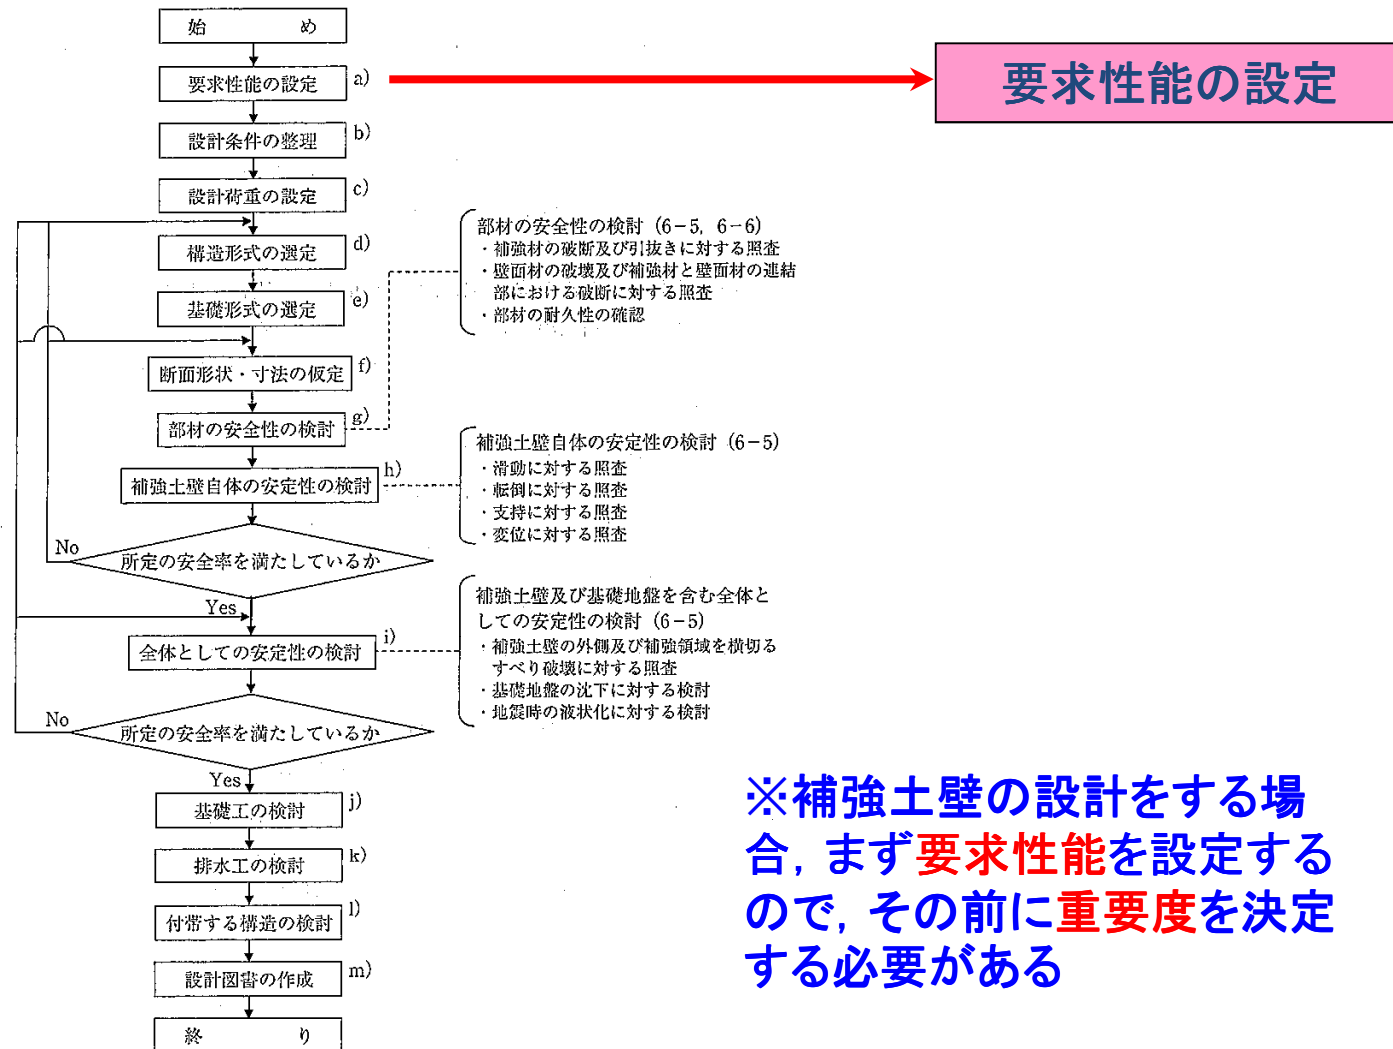 始 め
要求性能の設定 a)
設計条件の整理 b)
設計荷重の設定 c)
構造形式の選定 d)
基礎形式の選定 e)
断面形状・寸法の仮定 f)
部材の安全性の検討 g)
補強土壁自体の安定性の検討 h)
所定の安全率を満たしているか
No
Yes
全体としての安定性の検討 i)
所定の安全率を満たしているか
No
Yes
基礎工の検討 j)
排水工の検討 k)
付帯する構造の検討 l)
設計図書の作成 m)
終 り
部材の安全性の検討（6-5，6-6）
・補強材の破断及び引抜きに対する照査
・壁面材の破壊及び補強材と壁面材の連結
部における破断に対する照査
・部材の耐久性の確認
補強土壁自体の安定性の検討（6-5）
・滑動に対する照査
・転倒に対する照査
・支持に対する照査
・変位に対する照査
補強土壁及び基礎地盤を含む全体と
しての安定性の検討（6-5）
・補強土壁の外側及び補強領域を横切る
すべり破壊に対する照査
・基礎地盤の沈下に対する検討
・地震時の液状化に対する検討
要求性能の設定
※補強土壁の設計をする場
合，まず要求性能を設定する
ので，その前に重要度を決定
する必要がある